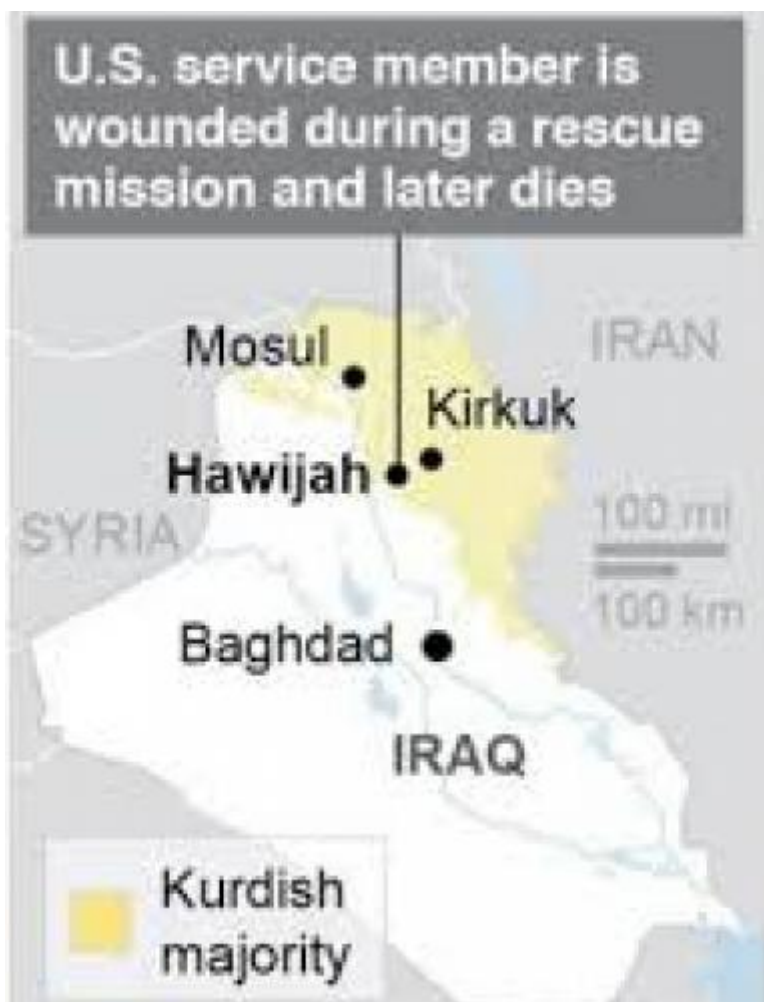 U.S. service member is
wounded during a rescue
mission and later dies
Mosul
IRAN
Kirkuk
Hawijah
SYRIA
100 mi
100 km
Baghdad
IRAQ
Kurdish
majority